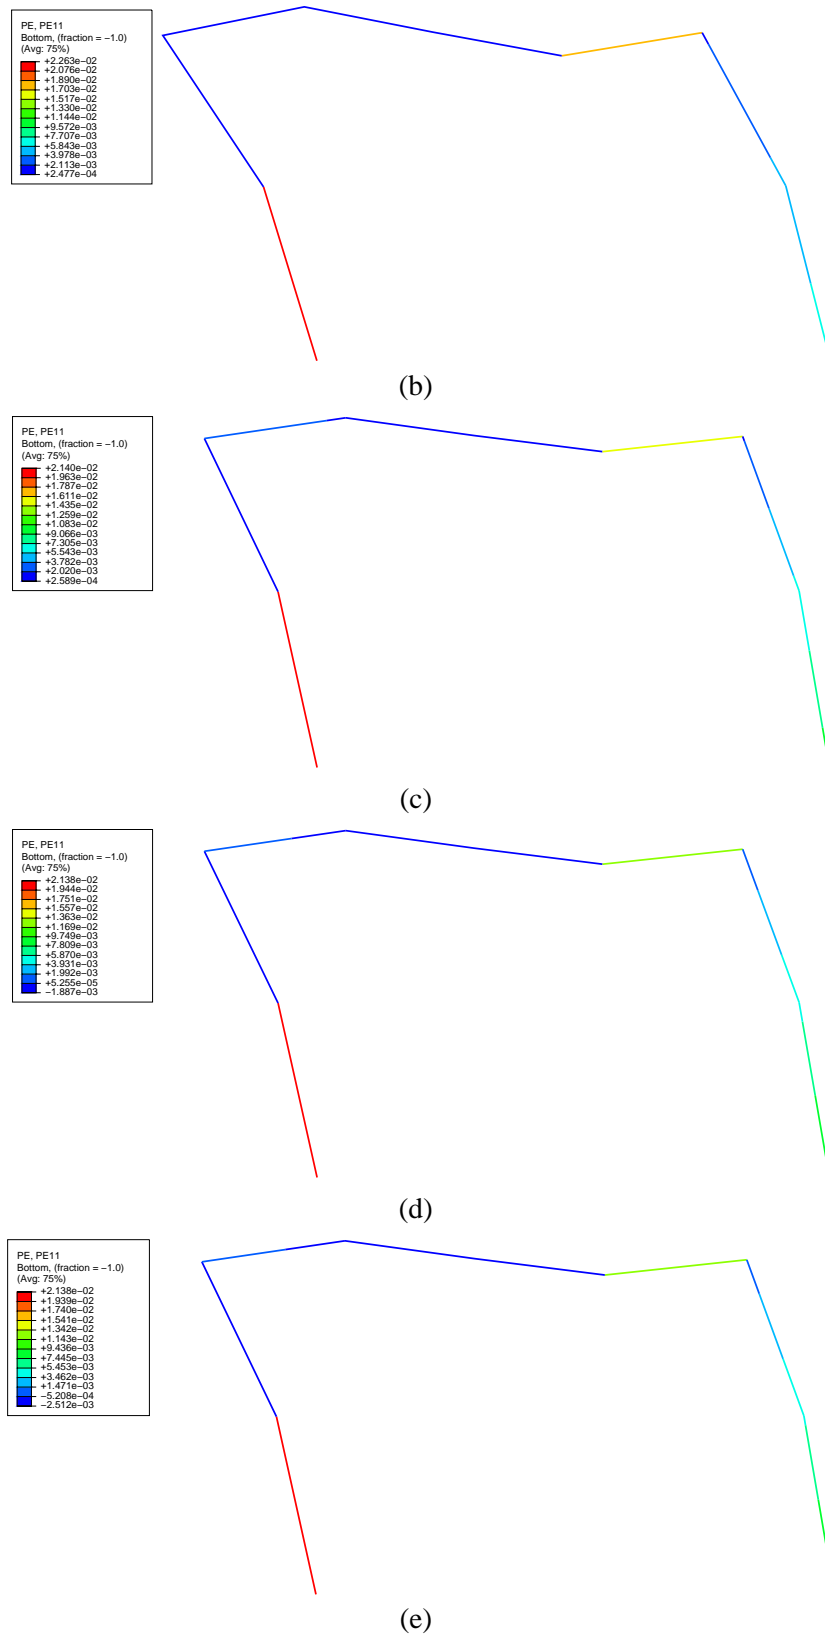 PE, PE11
Bottom, (fraction = −1.0)
(Avg: 75%)
+2.263e−02
+2.076e−02
+1.890e−02
+1.703e−02
+1.517e−02
+1.330e−02
+1.144e−02
+9.572e−03
+7.707e−03
+5.843e−03
+3.978e−03
+2.113e−03
+2.477e−04
(b)
PE, PE11
Bottom, (fraction = −1.0)
(Avg: 75%)
+2.140e−02
+1.963e−02
+1.787e−02
+1.611e−02
+1.435e−02
+1.259e−02
+1.083e−02
+9.066e−03
+7.305e−03
+5.543e−03
+3.782e−03
+2.020e−03
+2.589e−04
(c)
PE, PE11
Bottom, (fraction = −1.0)
(Avg: 75%)
+2.138e−02
+1.944e−02
+1.751e−02
+1.557e−02
+1.363e−02
+1.169e−02
+9.749e−03
+7.809e−03
+5.870e−03
+3.931e−03
+1.992e−03
+5.255e−05
−1.887e−03
(d)
PE, PE11
Bottom, (fraction = −1.0)
(Avg: 75%)
+2.138e−02
+1.939e−02
+1.740e−02
+1.541e−02
+1.342e−02
+1.143e−02
+9.436e−03
+7.445e−03
+5.453e−03
+3.462e−03
+1.471e−03
−5.208e−04
−2.512e−03
(e)